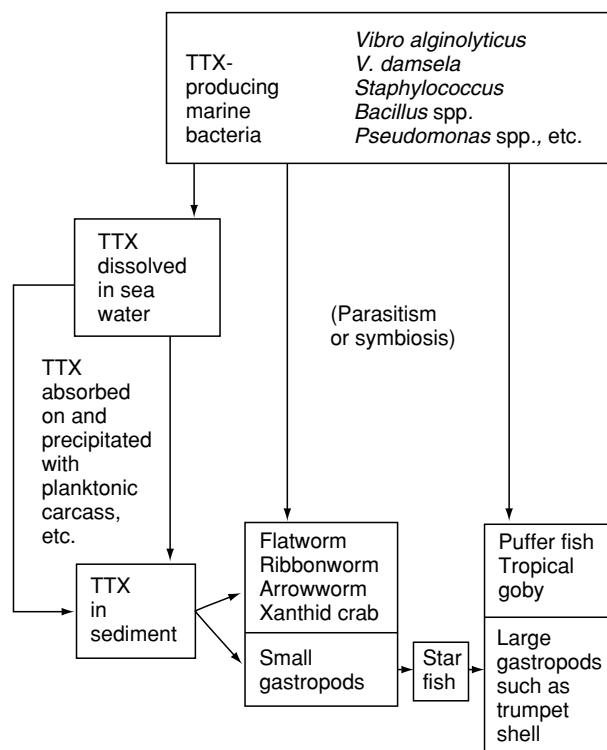 TTX-
producing
marine
bacteria
Vibro alginolyticus
V. damsela
Staphylococcus
Bacillus spp.
Pseudomonas spp., etc.
TTX
dissolved
in sea
water
(Parasitism
or symbiosis)
TTX
absorbed
on and
precipitated
with
planktonic
carcass,
etc.
TTX
in
sediment
Flatworm
Ribbonworm
Arrowworm
Xanthid crab
Small
gastropods
Star
fish
Puffer fish
Tropical
goby
Large
gastropods
such as
trumpet
shell